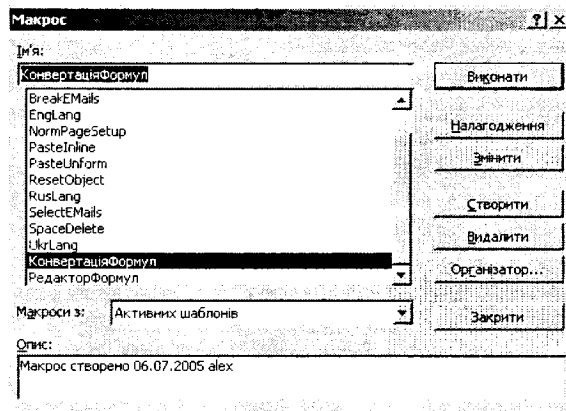 Макрос
Ім'я:
КонвертаціяФормул
Виконати
BreakEMails
EngLang
NormPageSetup
PasteInline
PasteUnform
ResetObject
RusLang
SelectEMails
SpaceDelete
UkrLang
КонвертаціяФормул
РедакторФормул
Налагодження
Змінити
Створити
Видалити
Організатор...
Макроси з:
Активних шаблонів
Закрити
Опис:
Макрос створено 06.07.2005 alex